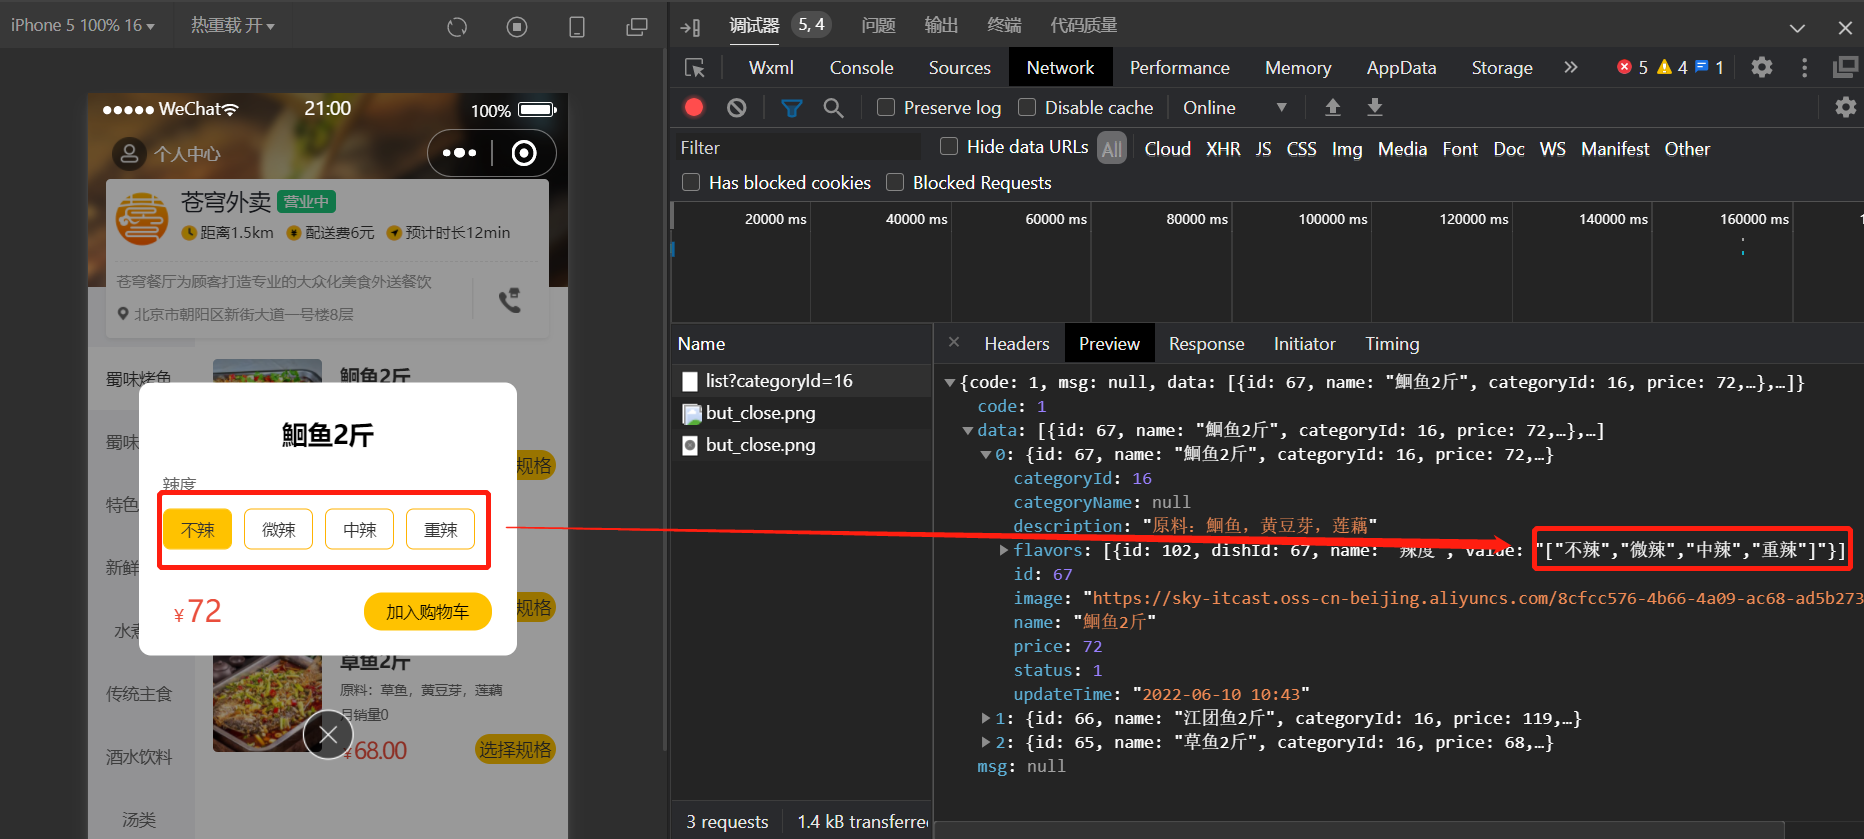 iPhone 5 100% 16
热重载 开
WeChat
21:00
100%
个人中心
苍穹外卖
营业中
距离1.5km
配送费6元
预计时长12min
苍穹餐厅为顾客打造专业的大众化美食外送餐饮
北京市朝阳区新街大道一号楼8层
蜀味烤鱼
鮰鱼2斤
蜀味
规格
特色
新鲜
规格
水煮
传统主食
酒水饮料
汤类
鮰鱼2斤
辣度
不辣
微辣
中辣
重辣
¥72
加入购物车
草鱼2斤
原料：草鱼，黄豆芽，莲藕
月销量0
¥68.00
选择规格
调试器
5, 4
问题
输出
终端
代码质量
Wxml
Console
Sources
Network
Performance
Memory
AppData
Storage
5
4
1
Preserve log
Disable cache
Online
Filter
Hide data URLs
All
Cloud
XHR
JS
CSS
Img
Media
Font
Doc
WS
Manifest
Other
Has blocked cookies
Blocked Requests
20000 ms
40000 ms
60000 ms
80000 ms
100000 ms
120000 ms
140000 ms
160000 ms
Name
list?categoryId=16
but_close.png
but_close.png
3 requests
1.4 kB transferre
Headers
Preview
Response
Initiator
Timing
{code: 1, msg: null, data: [{id: 67, name: "鮰鱼2斤", categoryId: 16, price: 72,…},…]}
code: 1
data: [{id: 67, name: "鮰鱼2斤", categoryId: 16, price: 72,…},…]
0: {id: 67, name: "鮰鱼2斤", categoryId: 16, price: 72,…}
categoryId: 16
categoryName: null
description: "原料：鮰鱼，黄豆芽，莲藕"
flavors: [{id: 102, dishId: 67, name: "辣度", value: "["不辣","微辣","中辣","重辣"]"}]
id: 67
image: "https://sky-itcast.oss-cn-beijing.aliyuncs.com/8cfcc576-4b66-4a09-ac68-ad5b273
name: "鮰鱼2斤"
price: 72
status: 1
updateTime: "2022-06-10 10:43"
1: {id: 66, name: "江团鱼2斤", categoryId: 16, price: 119,…}
2: {id: 65, name: "草鱼2斤", categoryId: 16, price: 68,…}
msg: null